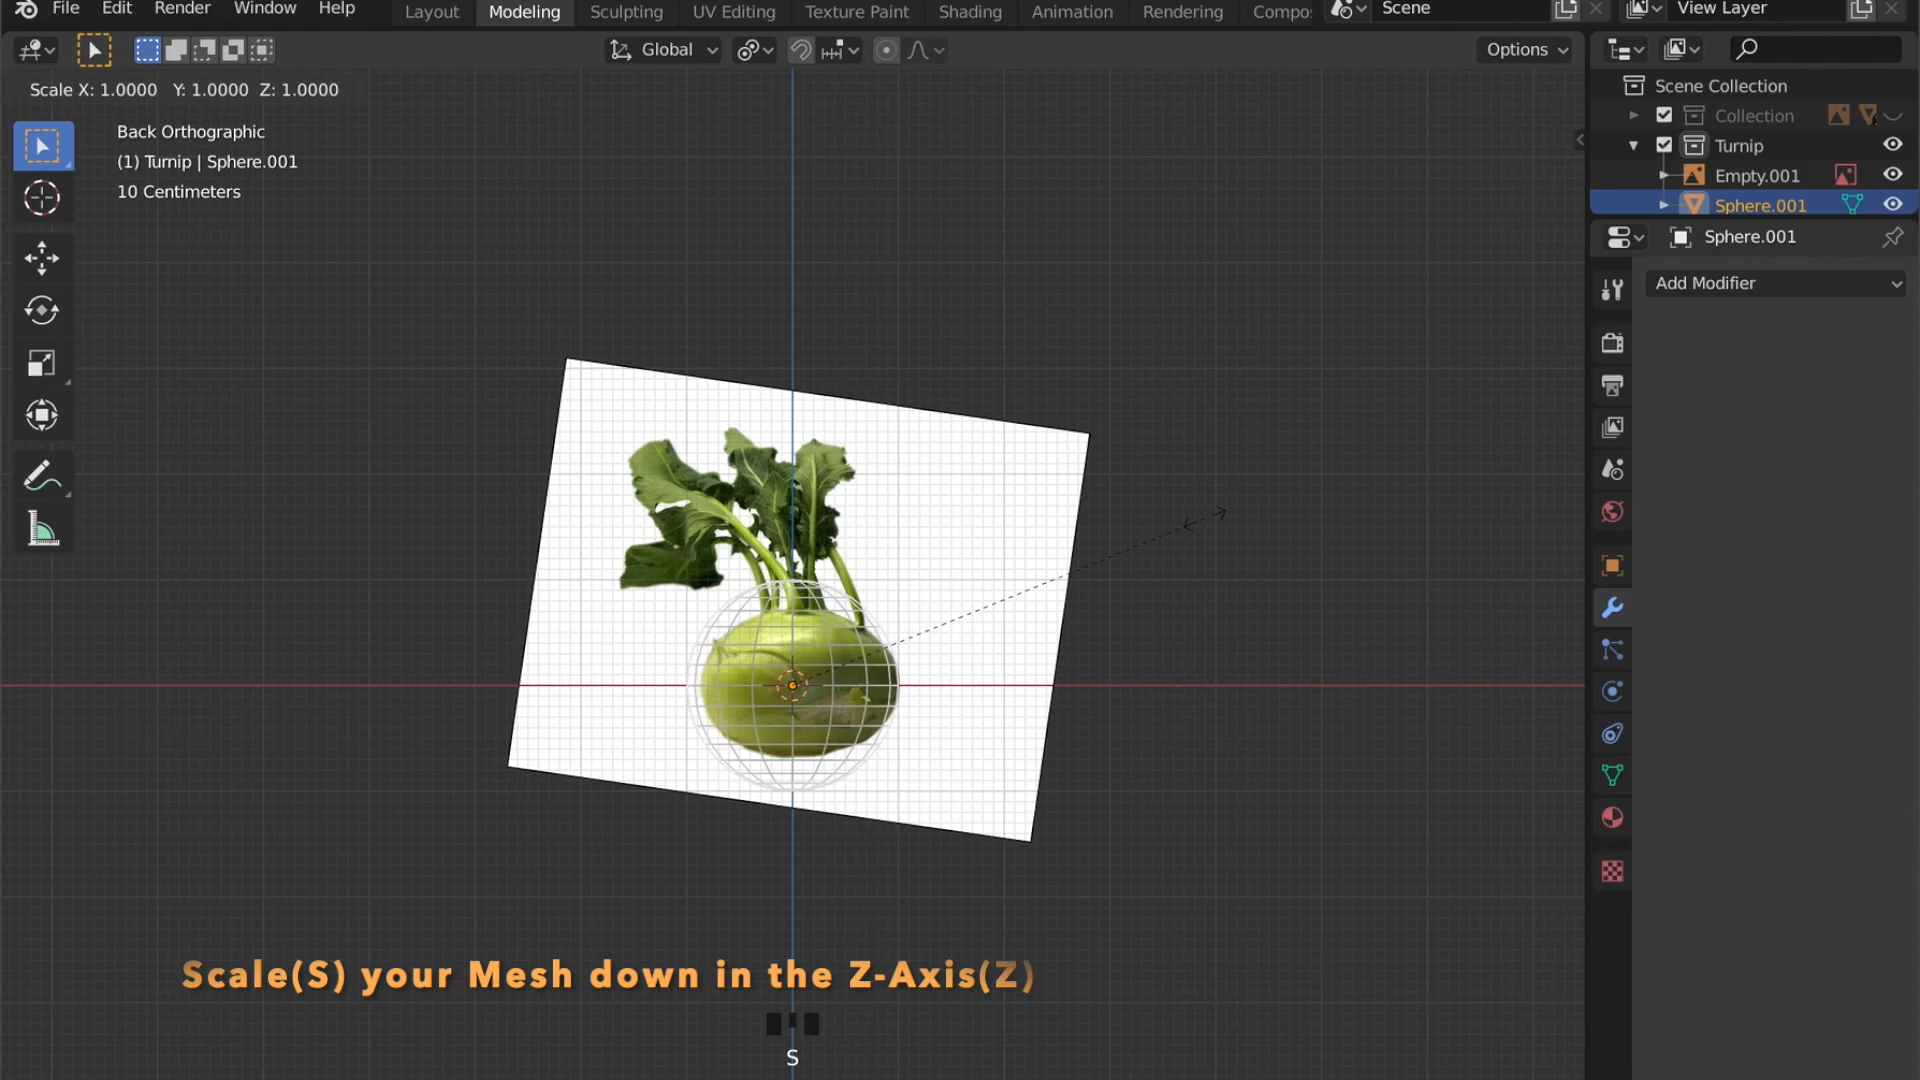 File Edit Render Window Help Layout Modeling Sculpting UV Editing Texture Paint Shading Animation Rendering Compo Scene View Layer
Global Options
Scale X: 1.0000 Y: 1.0000 Z: 1.0000
Scene Collection
Collection
Back Orthographic
Turnip
(1) Turnip | Sphere.001
Empty.001
10 Centimeters
Sphere.001
Sphere.001
Add Modifier
Scale(S) your Mesh down in the Z-Axis(Z)
S